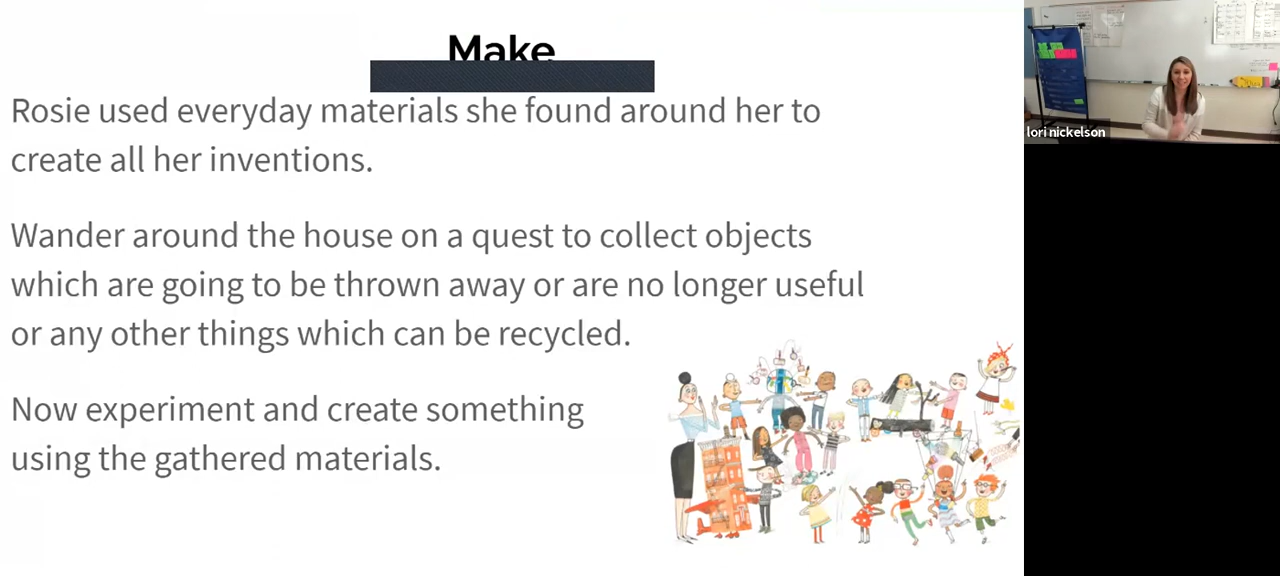 Make
Rosie used everyday materials she found around her to
create all her inventions.
Wander around the house on a quest to collect objects
which are going to be thrown away or are no longer useful
or any other things which can be recycled.
Now experiment and create something
using the gathered materials.
lori nickelson